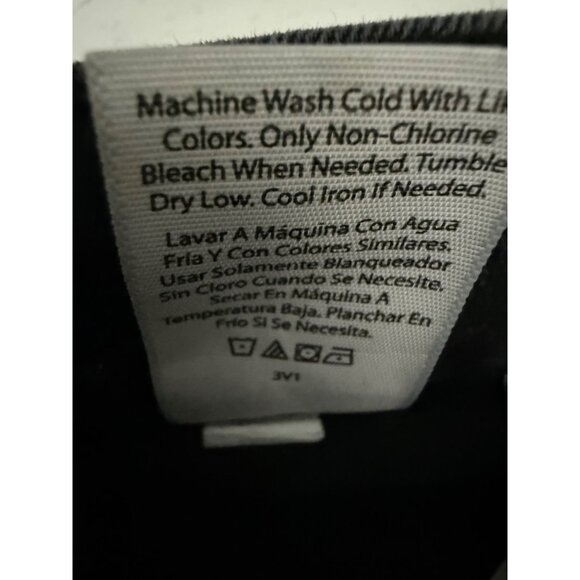 Machine Wash Cold With
Colors. Only Non-Chlorine
Bleach When Needed. Tumble
Dry Low. Cool Iron If Needed.
Lavar A Máquina Con Agua
Fría Y Con Colores Similares.
Usar Solamente Blanqueador
Sin Cloro Cuando Se Necesite.
Secar En Máquina A
Temperatura Baja. Planchar En
Frío Si Se Necesita.
3V1